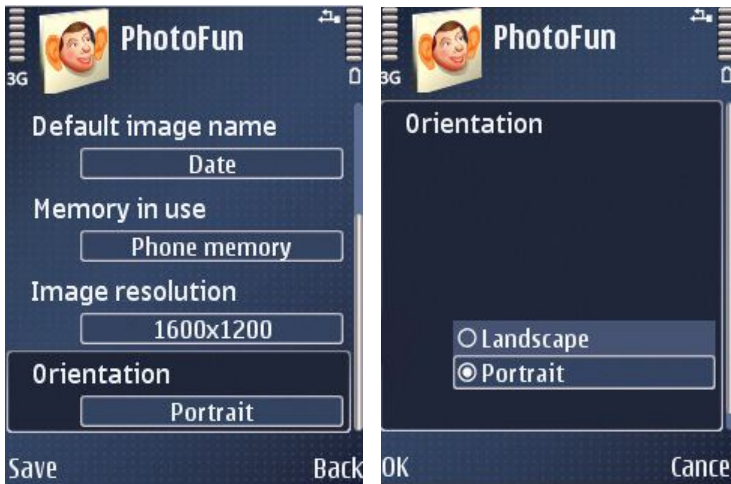 PhotoFun
3G
Default image name
Date
Memory in use
Phone memory
Image resolution
1600x1200
Orientation
Portrait
Save
Back
PhotoFun
3G
Orientation
Landscape
Portrait
OK
Cance